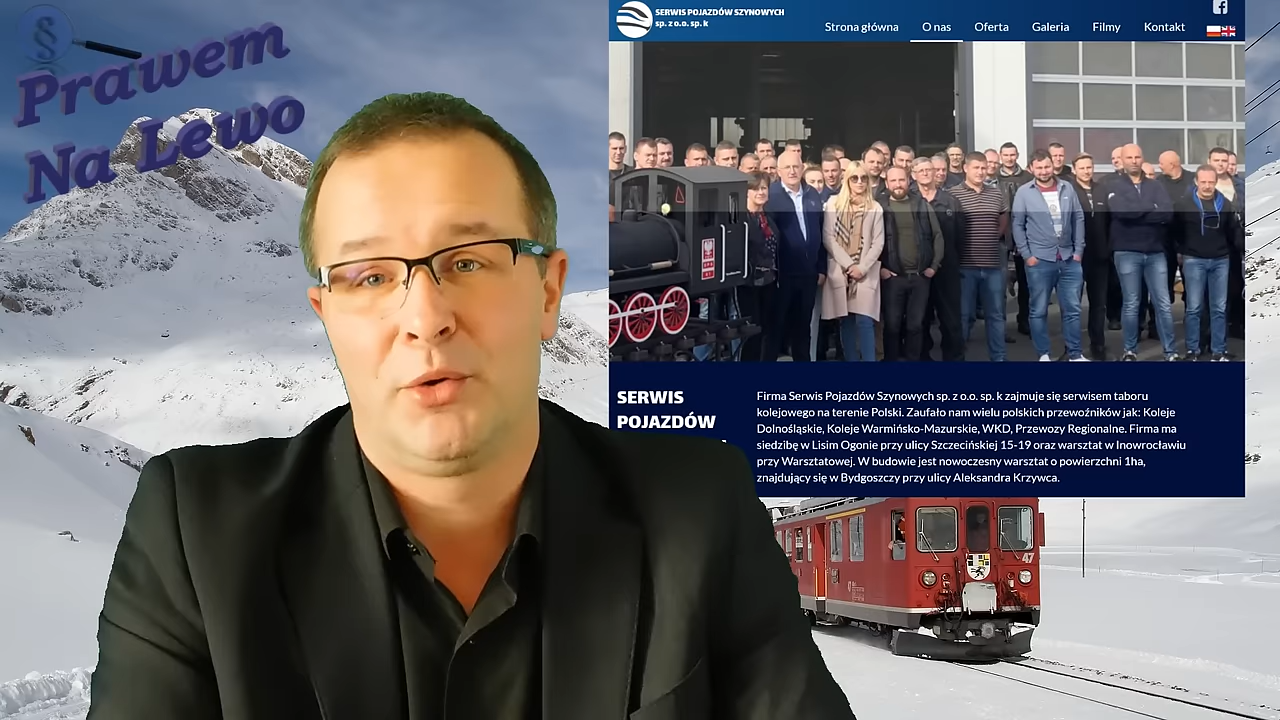 Prawem
Na Lewo
SERWIS POJAZDÓW SZYNOWYCH
sp. z o.o. sp. k
Strona główna O nas Oferta Galeria Filmy Kontakt
SERWIS
POJAZDÓW
Firma Serwis Pojazdów Szynowych sp. z o.o. sp. k zajmuje się serwisem taboru
kolejowego na terenie Polski. Zaufało nam wielu polskich przewoźników jak: Koleje
Dolnośląskie, Koleje Warmińsko-Mazurskie, WKD, Przewozy Regionalne. Firma ma
siedzibę w Lisim Ogonie przy ulicy Szczecińskiej 15-19 oraz warsztat w Inowrocławiu
przy Warsztatowej. W budowie jest nowoczesny warsztat o powierzchni 1ha,
znajdujący się w Bydgoszczy przy ulicy Aleksandra Krzywca.
47